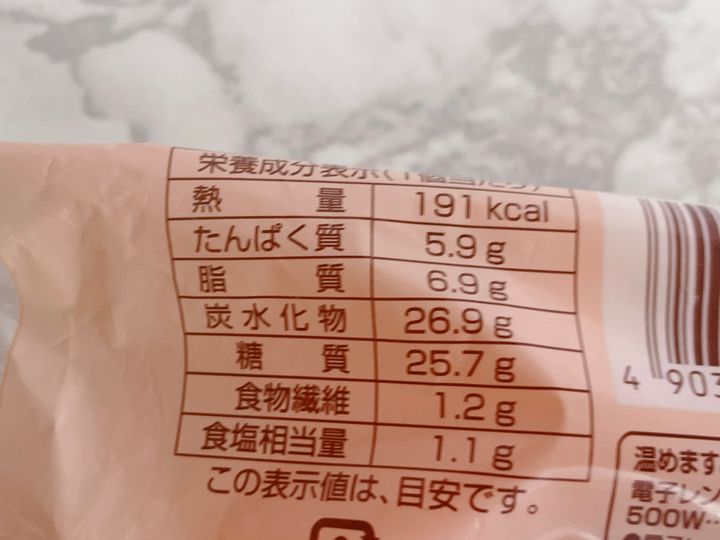 栄養成分表示(1個当たり)
熱量 191 kcal
たんぱく質 5.9 g
脂質 6.9 g
炭水化物 26.9 g
糖質 25.7 g
食物繊維 1.2 g
食塩相当量 1.1 g
この表示値は、目安です。
4 903
温めます
電子レン
500W…